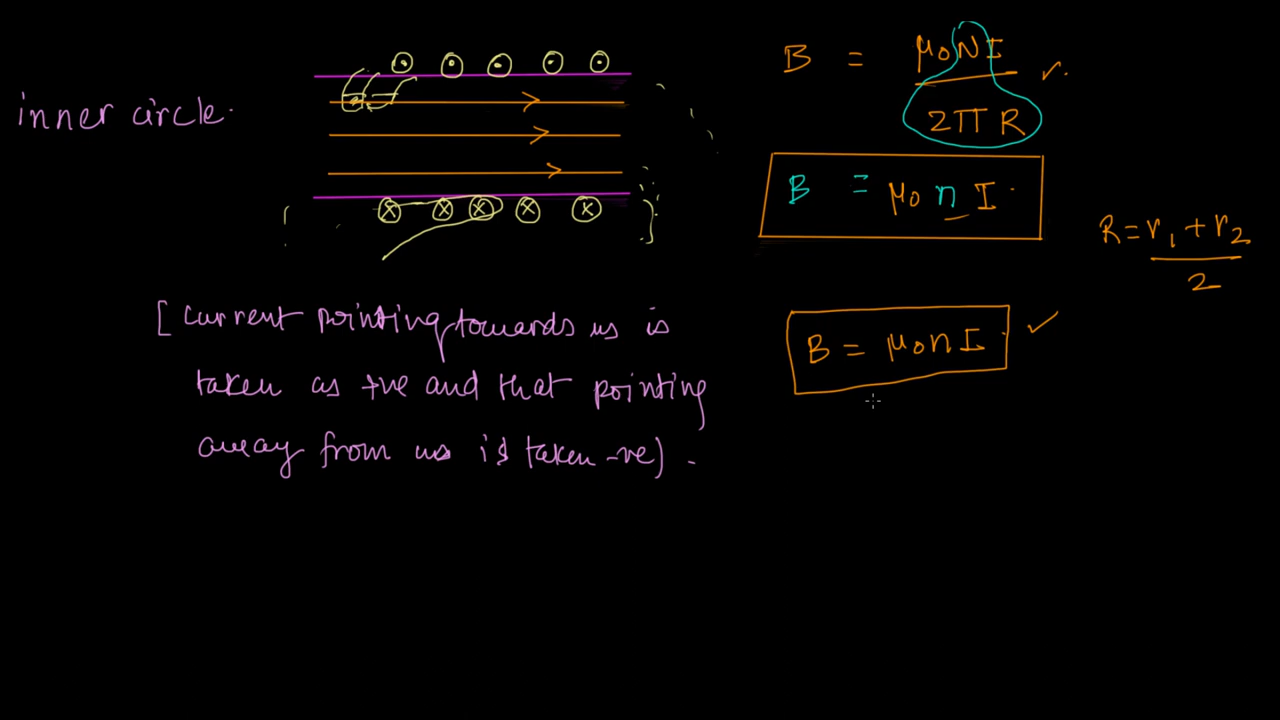 inner circle.
B = μ0NI / 2πR
B = μ0nI.
R = r1 + r2 / 2
[current pointing towards us is
taken as +ve and that pointing
away from us is taken -ve).
B = μ0nI.